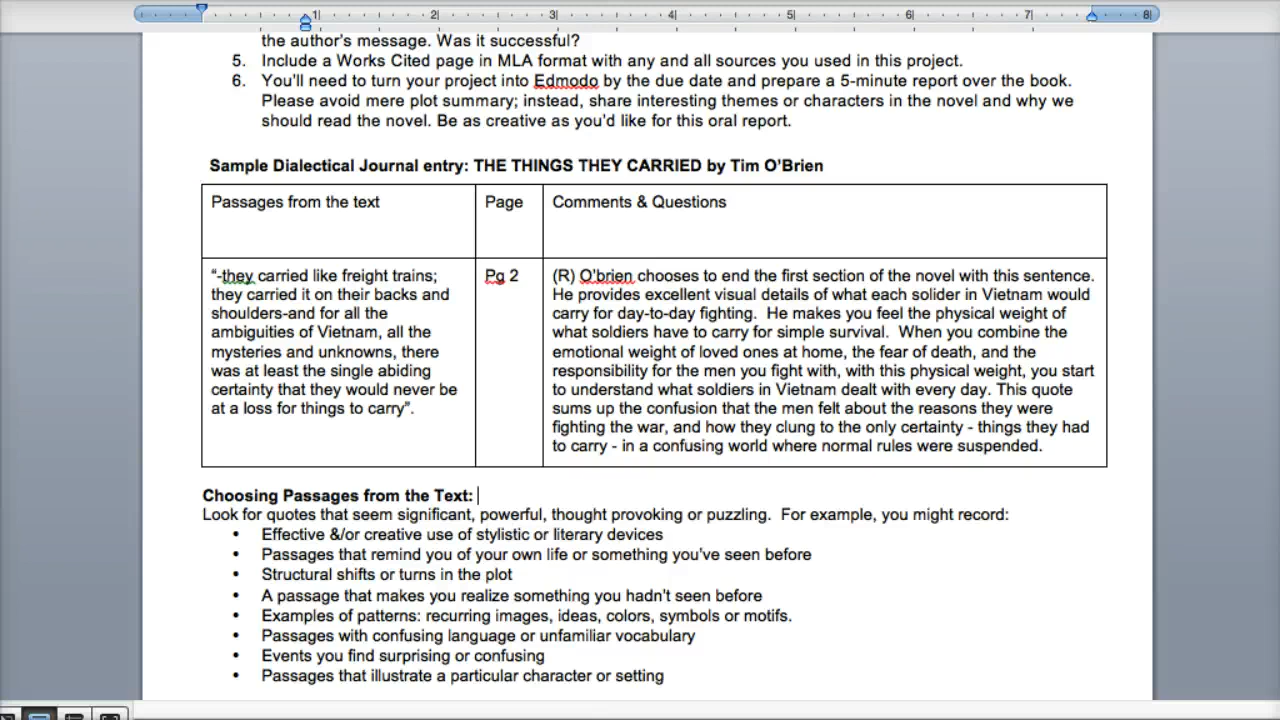 1 2 3 4 5 6 7 8
the author's message. Was it successful?
5. Include a Works Cited page in MLA format with any and all sources you used in this project.
6. You'll need to turn your project into Edmodo by the due date and prepare a 5-minute report over the book.
Please avoid mere plot summary; instead, share interesting themes or characters in the novel and why we
should read the novel. Be as creative as you'd like for this oral report.
Sample Dialectical Journal entry: THE THINGS THEY CARRIED by Tim O'Brien
Passages from the text
Page
Comments & Questions
"-they carried like freight trains;
they carried it on their backs and
shoulders-and for all the
ambiguities of Vietnam, all the
mysteries and unknowns, there
was at least the single abiding
certainty that they would never be
at a loss for things to carry".
Pg 2
(R) O'brien chooses to end the first section of the novel with this sentence.
He provides excellent visual details of what each solider in Vietnam would
carry for day-to-day fighting.  He makes you feel the physical weight of
what soldiers have to carry for simple survival.  When you combine the
emotional weight of loved ones at home, the fear of death, and the
responsibility for the men you fight with, with this physical weight, you start
to understand what soldiers in Vietnam dealt with every day. This quote
sums up the confusion that the men felt about the reasons they were
fighting the war, and how they clung to the only certainty - things they had
to carry - in a confusing world where normal rules were suspended.
Choosing Passages from the Text:
Look for quotes that seem significant, powerful, thought provoking or puzzling.  For example, you might record:
• Effective &/or creative use of stylistic or literary devices
• Passages that remind you of your own life or something you've seen before
• Structural shifts or turns in the plot
• A passage that makes you realize something you hadn't seen before
• Examples of patterns: recurring images, ideas, colors, symbols or motifs.
• Passages with confusing language or unfamiliar vocabulary
• Events you find surprising or confusing
• Passages that illustrate a particular character or setting